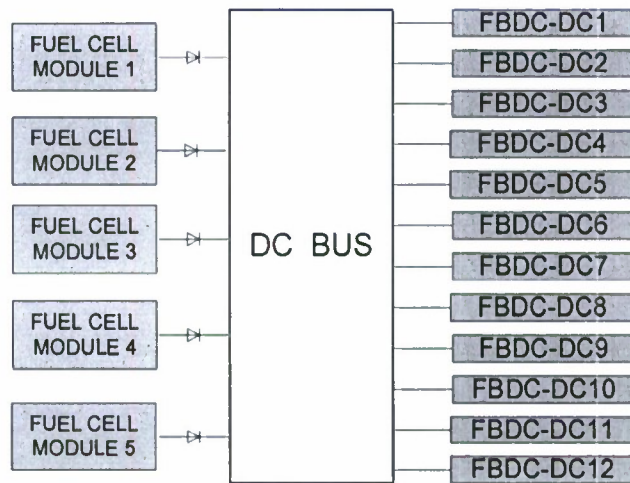 FUEL CELL
MODULE 1
FUEL CELL
MODULE 2
FUEL CELL
MODULE 3
FUEL CELL
MODULE 4
FUEL CELL
MODULE 5
DC BUS
FBDC-DC1
FBDC-DC2
FBDC-DC3
FBDC-DC4
FBDC-DC5
FBDC-DC6
FBDC-DC7
FBDC-DC8
FBDC-DC9
FBDC-DC10
FBDC-DC11
FBDC-DC12